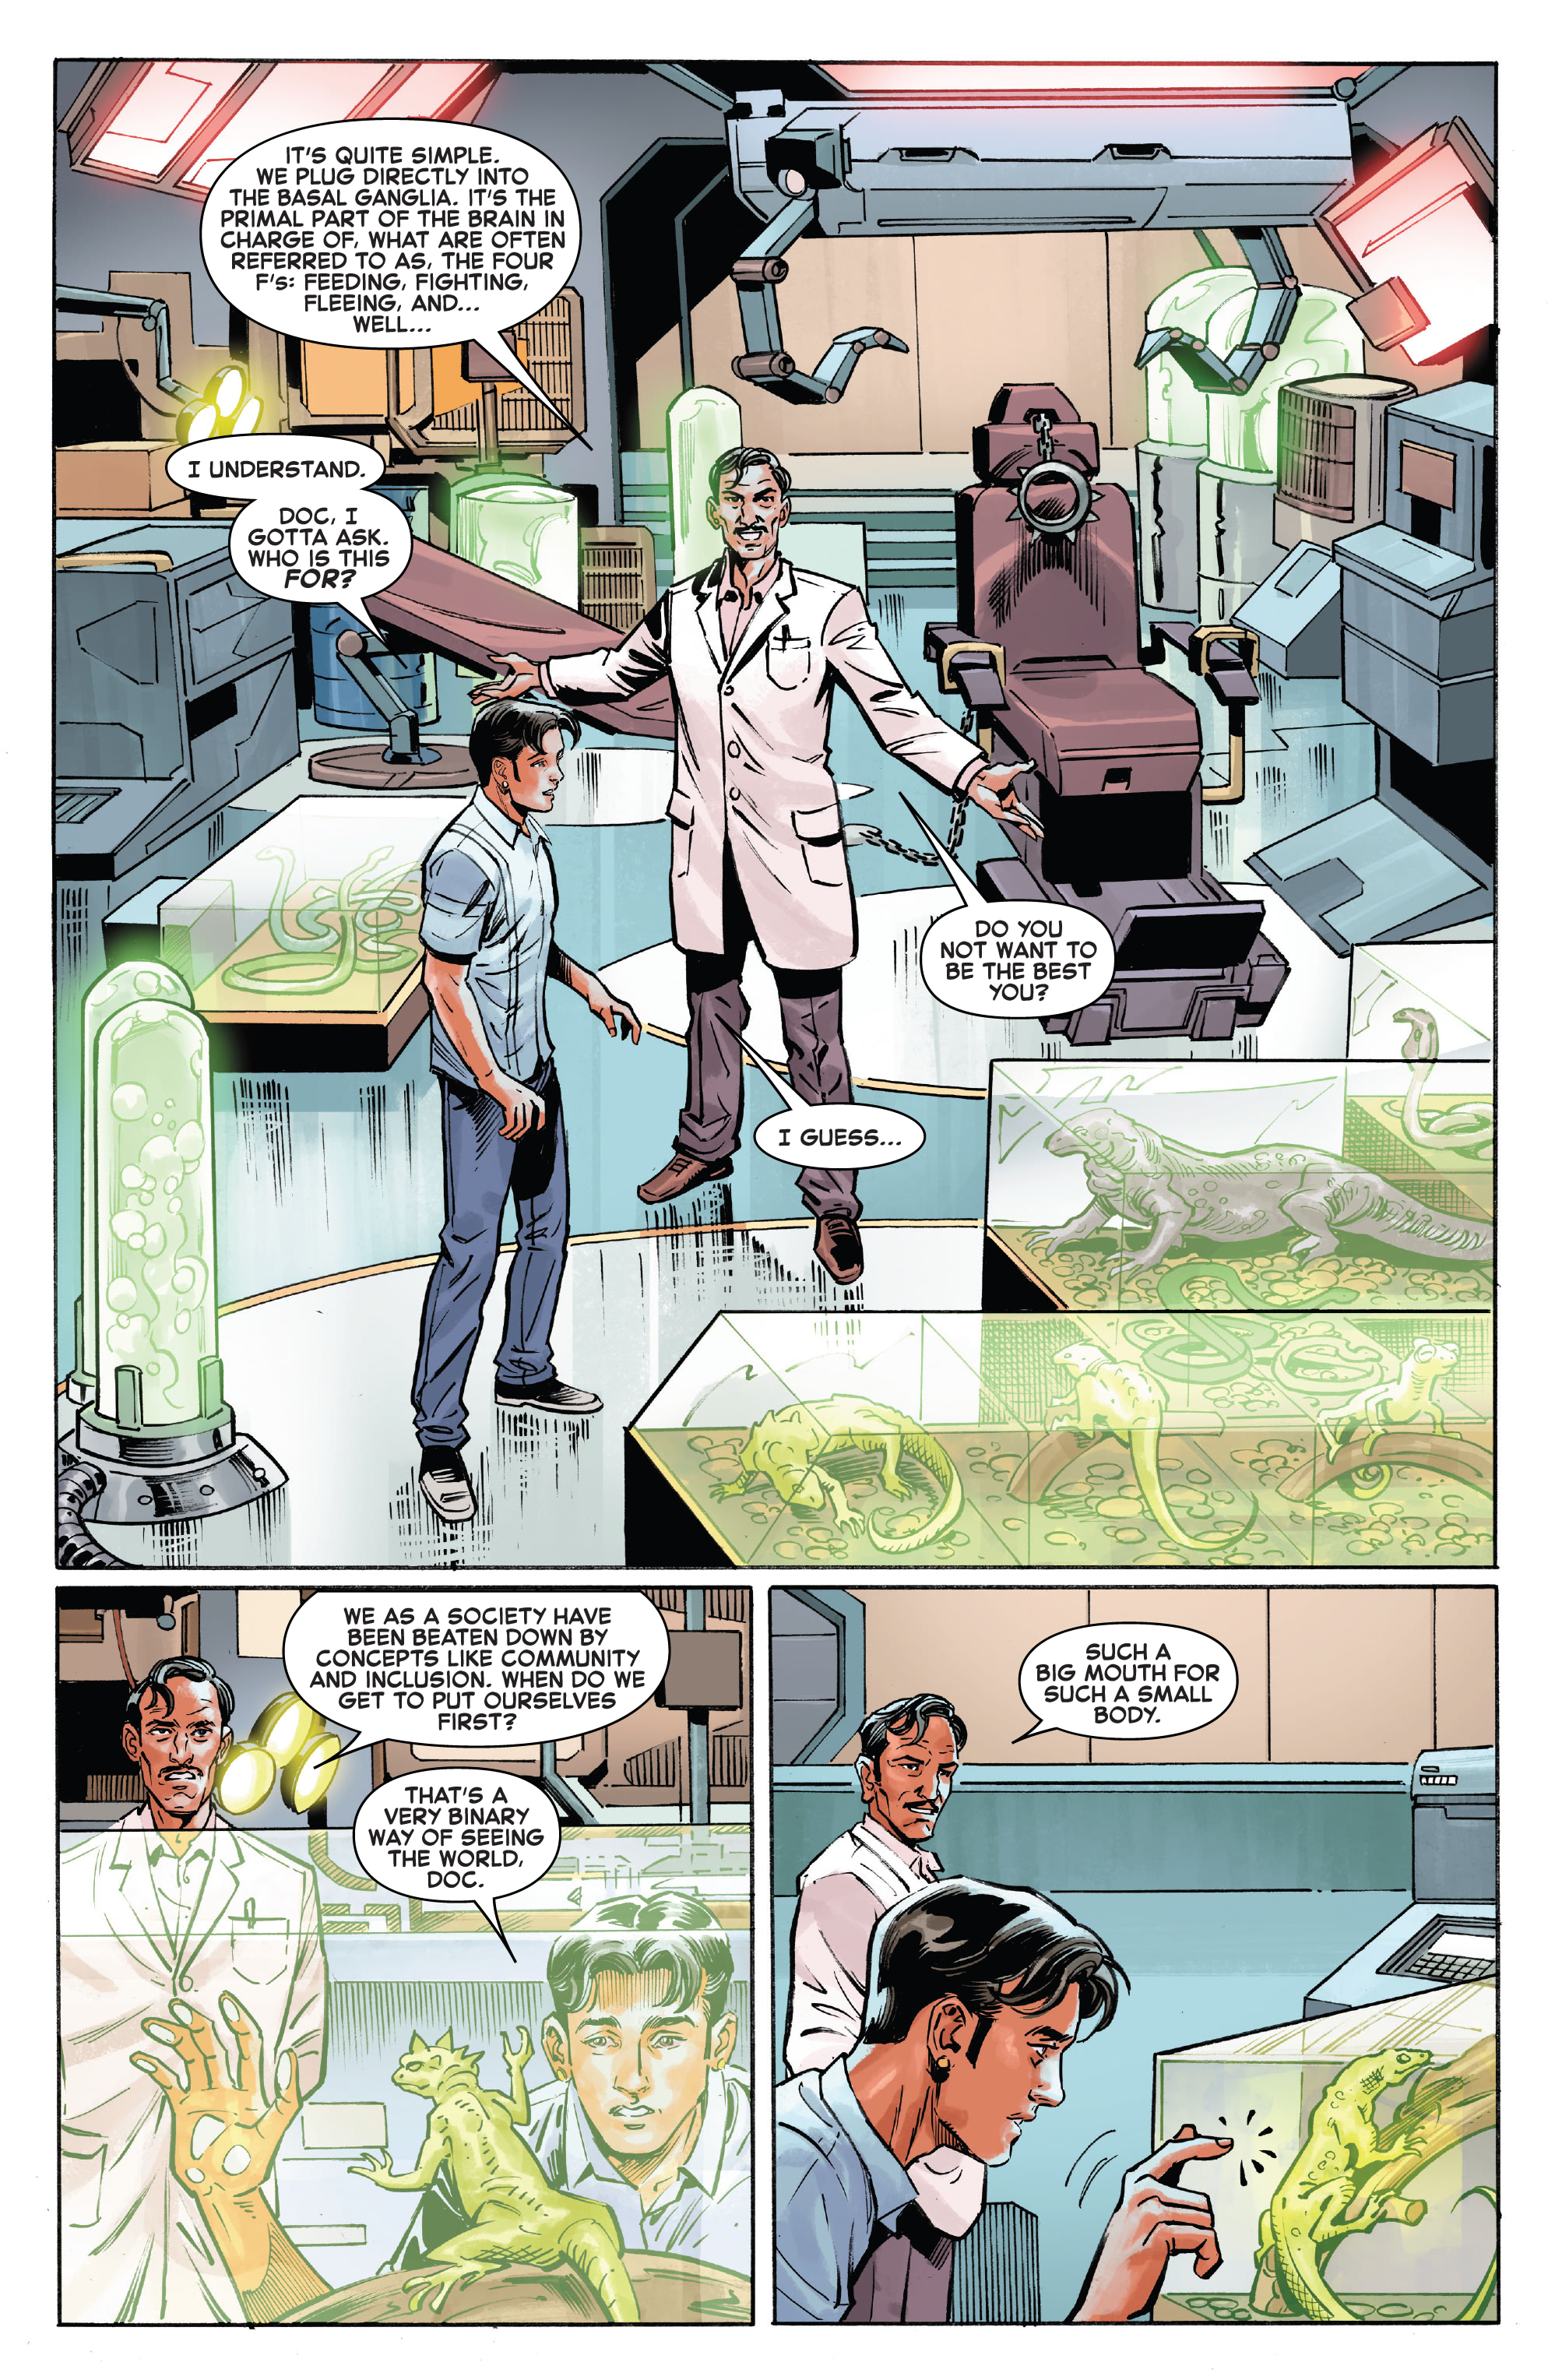 IT'S QUITE SIMPLE.
WE PLUG DIRECTLY INTO
THE BASAL GANGLIA. IT'S THE
PRIMAL PART OF THE BRAIN IN
CHARGE OF, WHAT ARE OFTEN
REFERRED TO AS, THE FOUR
F's: FEEDING, FIGHTING,
FLEEING, AND...
WELL...
I UNDERSTAND.
DOC, I
GOTTA ASK.
WHO IS THIS
FOR?
DO YOU
NOT WANT TO
BE THE BEST
YOU?
I GUESS...
WE AS A SOCIETY HAVE
BEEN BEATEN DOWN BY
CONCEPTS LIKE COMMUNITY
AND INCLUSION. WHEN DO WE
GET TO PUT OURSELVES
FIRST?
THAT'S A
VERY BINARY
WAY OF SEEING
THE WORLD,
DOC.
SUCH A
BIG MOUTH FOR
SUCH A SMALL
BODY.